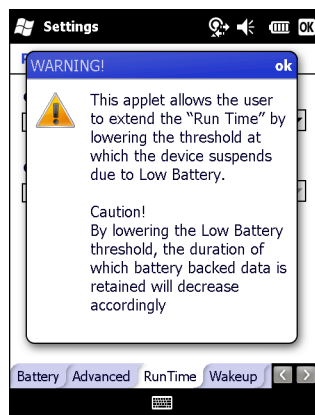 Settings
OK
WARNING!
ok
This applet allows the user
to extend the “Run Time” by
lowering the threshold at
which the device suspends
due to Low Battery.
Caution!
By lowering the Low Battery
threshold, the duration of
which battery backed data is
retained will decrease
accordingly
Battery
Advanced
RunTime
Wakeup